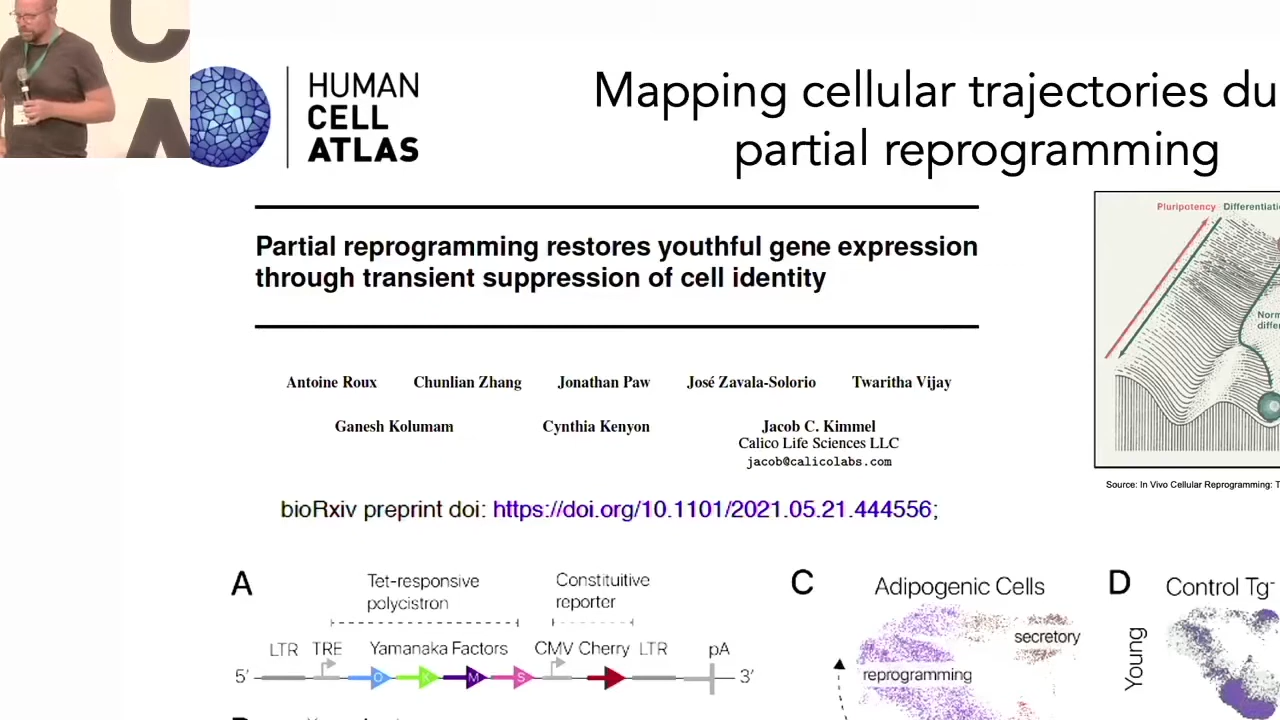 C
A
HUMAN
CELL
ATLAS
Mapping cellular trajectories du
partial reprogramming
Partial reprogramming restores youthful gene expression
through transient suppression of cell identity
Antoine Roux Chunlian Zhang Jonathan Paw José Zavala-Solorio Twaritha Vijay
Ganesh Kolumam Cynthia Kenyon Jacob C. Kimmel
Calico Life Sciences LLC
jacob@calicolabs.com
bioRxiv preprint doi: https://doi.org/10.1101/2021.05.21.444556;
Pluripotency Differentiati
Norm
differ
Source: In Vivo Cellular Reprogramming: T
A
Tet-responsive
polycistron
Constituitive
reporter
LTR TRE Yamanaka Factors CMV Cherry LTR pA
5' O K M S 3'
C Adipogenic Cells
secretory
reprogramming
D Control Tg-
Young